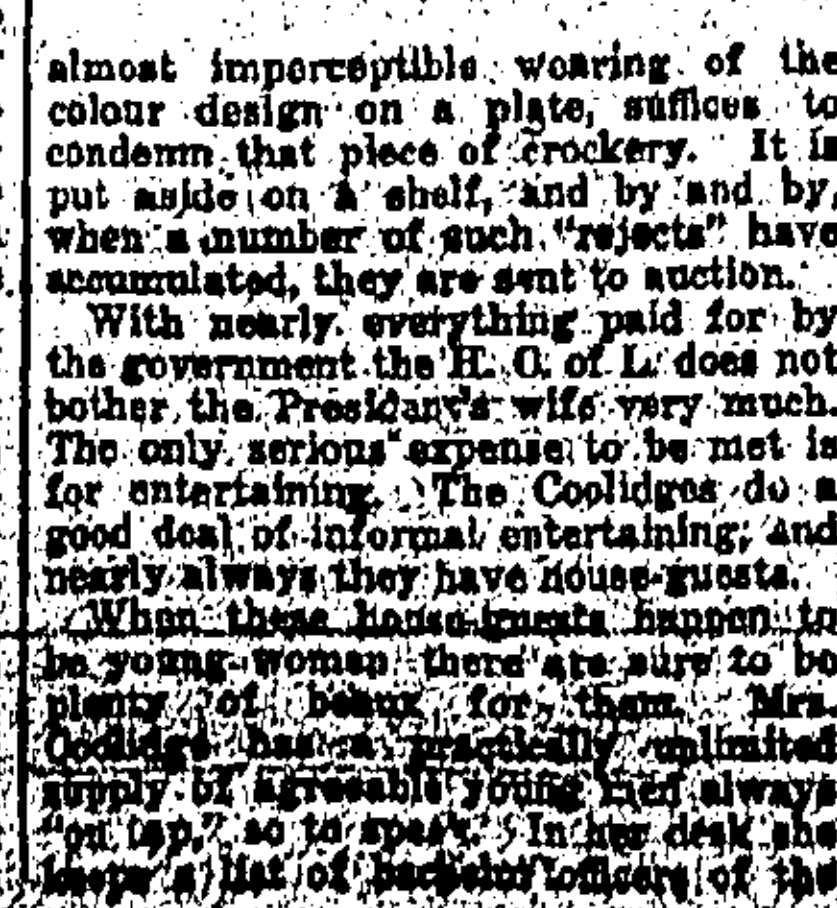 almost imperceptible wearing of the
colour design on a plate, suffices to
condemn that piece of crockery. It is
put aside on a shelf, and by and by,
when a number of such "rejects" have
accumulated, they are sent to auction.
With nearly everything paid for by
the government the H. C. of L. does not
bother the President's wife very much.
The only serious expense to be met is
for entertaining. The Coolidges do a
good deal of informal entertaining, and
nearly always they have house-guests.
When these house-guests happen to
be young women there are sure to be
plenty of beaux for them. Mrs.
Coolidge has a practically unlimited
supply of agreeable young men always
"on tap," so to speak. In her desk she
keeps a list of bachelor officers of the